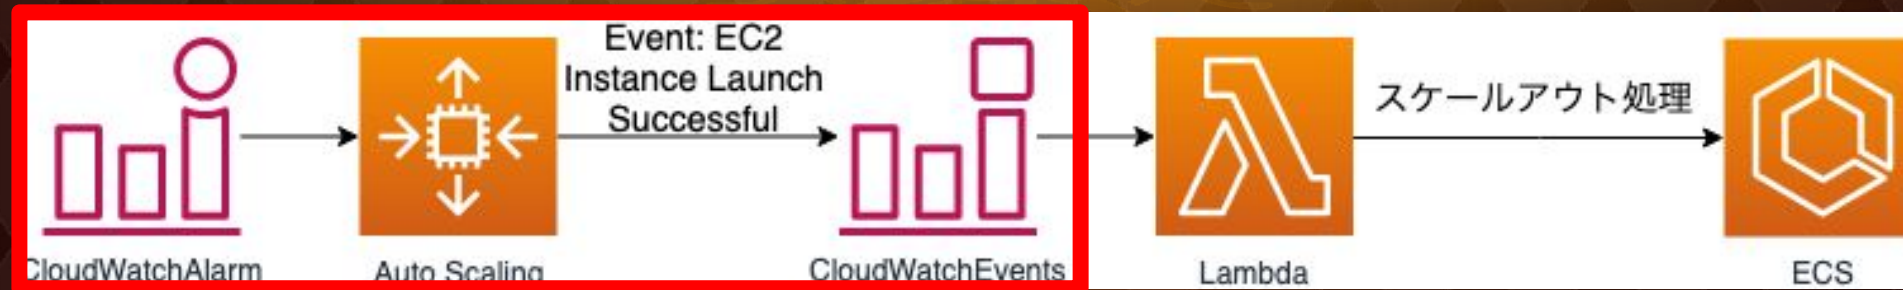 Event: EC2
Instance Launch
Successful
スケールアウト処理
CloudWatchAlarm
Auto Scaling
CloudWatchEvents
Lambda
ECS